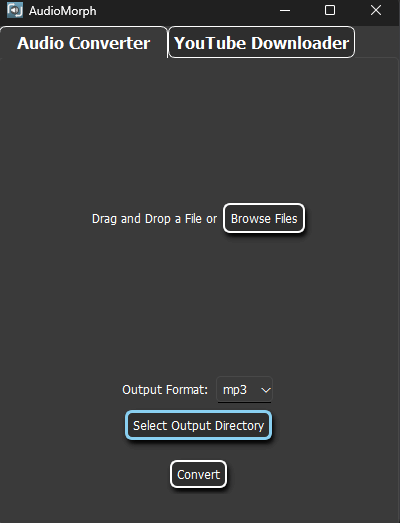 AudioMorph
Audio Converter
YouTube Downloader
Drag and Drop a File or Browse Files
Output Format: mp3
Select Output Directory
Convert